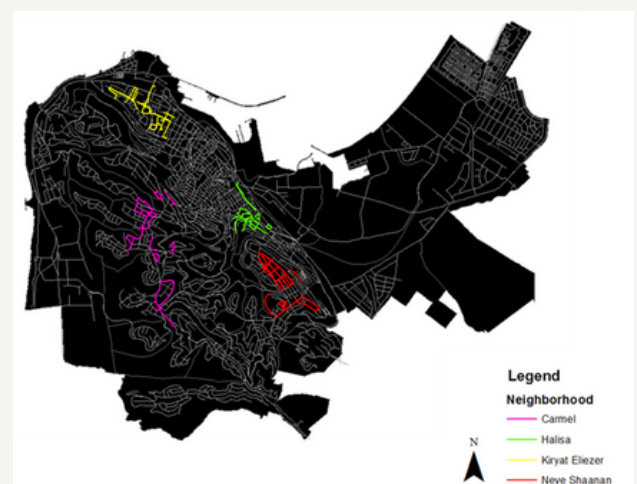 Legend
Neighborhood
Carmel
Halisa
Kiryat Eliezer
N
Neve Shaanan